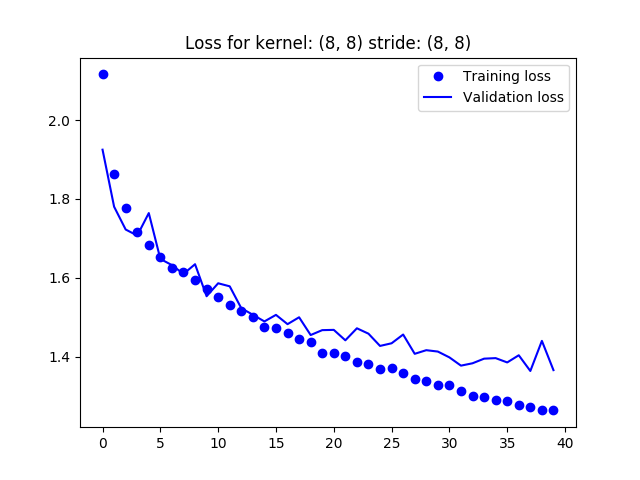 Loss for kernel: (8, 8) stride: (8, 8)
Training loss
Validation loss
2.0
1.8
1.6
1.4
0 5 10 15 20 25 30 35 40